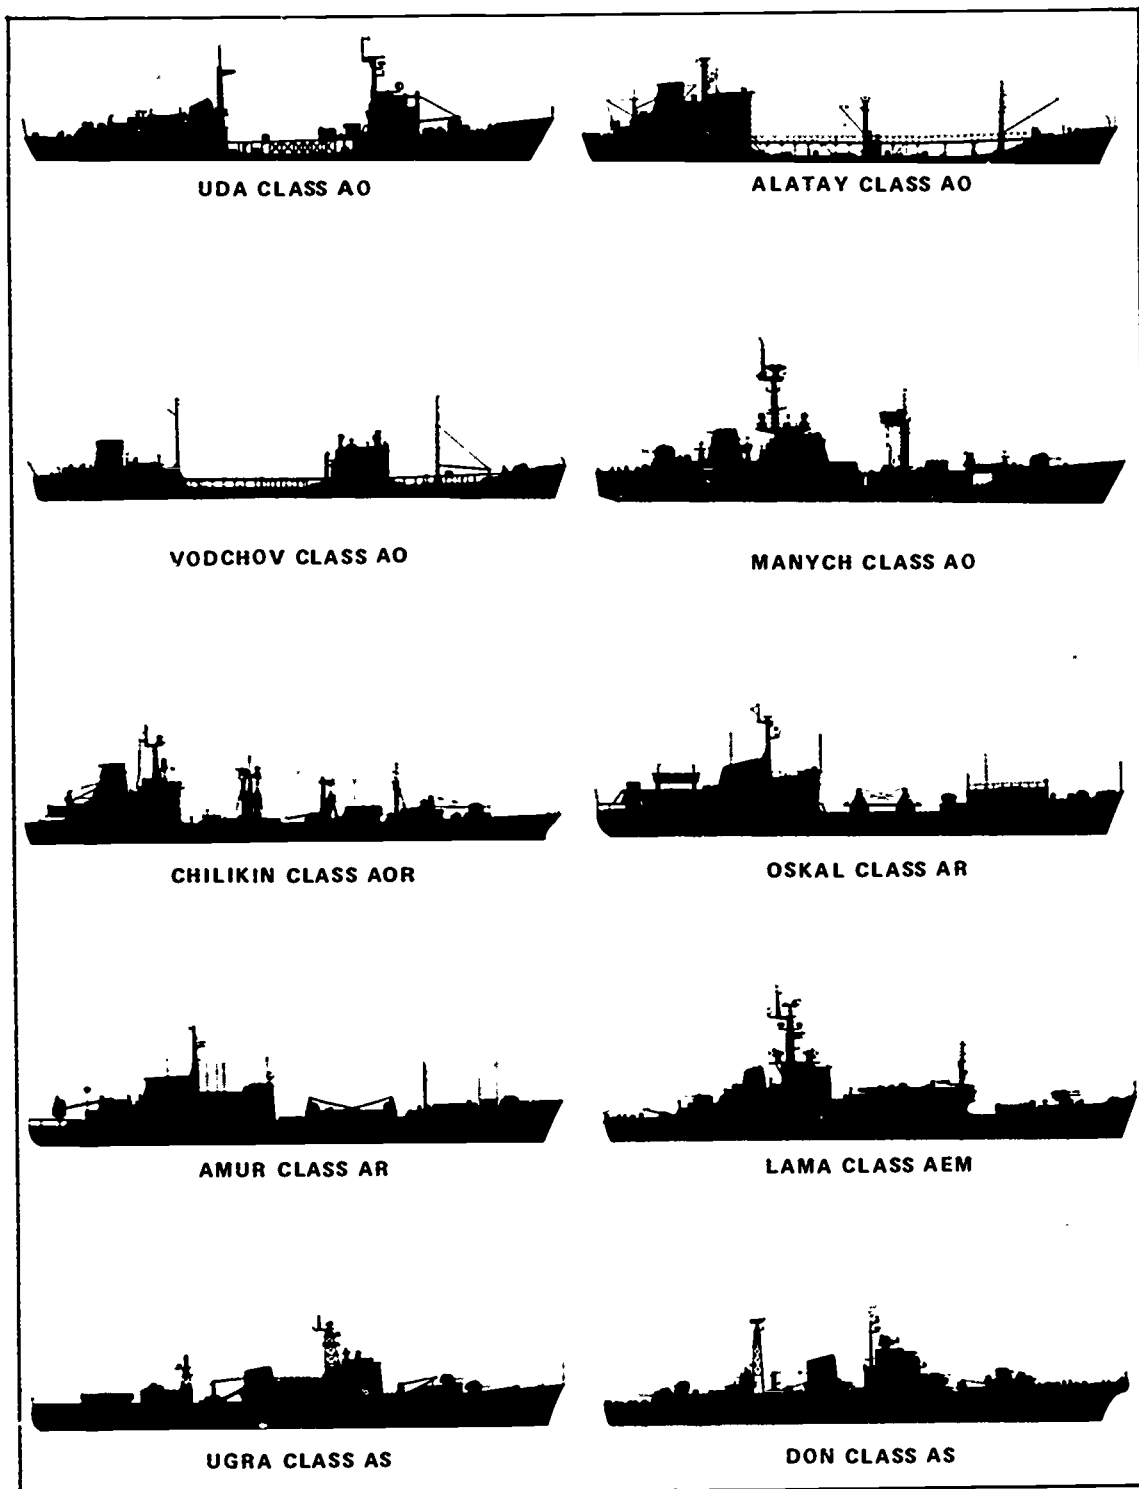 UDA CLASS AO
ALATAY CLASS AO
VODCHOV CLASS AO
MANYCH CLASS AO
CHILIKIN CLASS AOR
OSKAL CLASS AR
AMUR CLASS AR
LAMA CLASS AEM
UGRA CLASS AS
DON CLASS AS